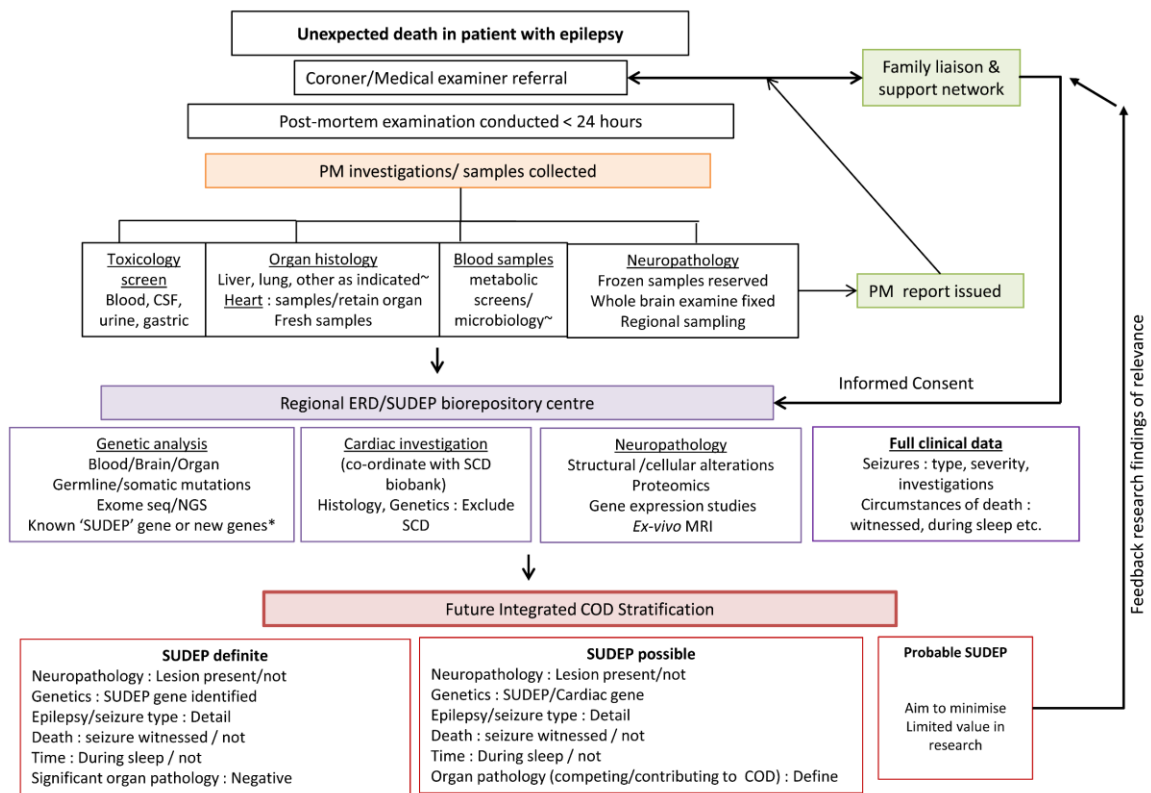 Unexpected death in patient with epilepsy
Coroner/Medical examiner referral
Family liaison &
support network
Post-mortem examination conducted < 24 hours
PM investigations/ samples collected
Toxicology
screen
Blood, CSF,
urine, gastric
Organ histology
Liver, lung, other as indicated~
Heart : samples/retain organ
Fresh samples
Blood samples
metabolic
screens/
microbiology~
Neuropathology
Frozen samples reserved
Whole brain examine fixed
Regional sampling
PM report issued
Informed Consent
Regional ERD/SUDEP biorepository centre
Genetic analysis
Blood/Brain/Organ
Germline/somatic mutations
Exome seq/NGS
Known ‘SUDEP’ gene or new genes*
Cardiac investigation
(co-ordinate with SCD
biobank)
Histology, Genetics : Exclude
SCD
Neuropathology
Structural /cellular alterations
Proteomics
Gene expression studies
Ex-vivo MRI
Full clinical data
Seizures : type, severity,
investigations
Circumstances of death :
witnessed, during sleep etc.
Feedback research findings of relevance
Future Integrated COD Stratification
SUDEP definite
Neuropathology : Lesion present/not
Genetics : SUDEP gene identified
Epilepsy/seizure type : Detail
Death : seizure witnessed / not
Time : During sleep / not
Significant organ pathology : Negative
SUDEP possible
Neuropathology : Lesion present/not
Genetics : SUDEP/Cardiac gene
Epilepsy/seizure type : Detail
Death : seizure witnessed / not
Time : During sleep / not
Organ pathology (competing/contributing to COD) : Define
Probable SUDEP
Aim to minimise
Limited value in
research